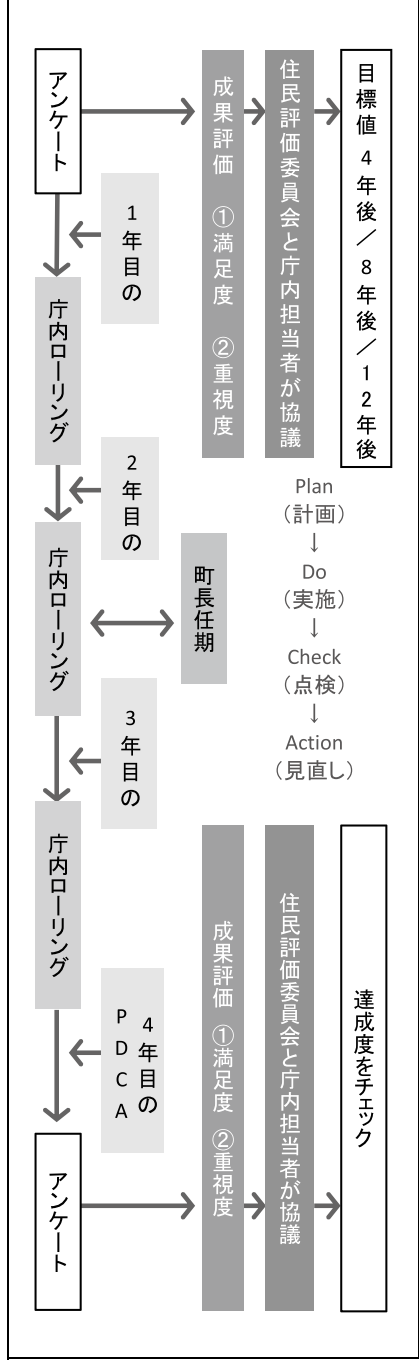 アンケート
成果評価 ①満足度 ②重視度
住民評価委員会と庁内担当者が協議
目標値 4年後／8年後／12年後
1年目の
庁内ローリング
2年目の
庁内ローリング
町長任期
3年目の
庁内ローリング
4年目の
PDCA
アンケート
Plan
（計画）
↓
Do
（実施）
↓
Check
（点検）
↓
Action
（見直し）
成果評価 ①満足度 ②重視度
住民評価委員会と庁内担当者が協議
達成度をチェック